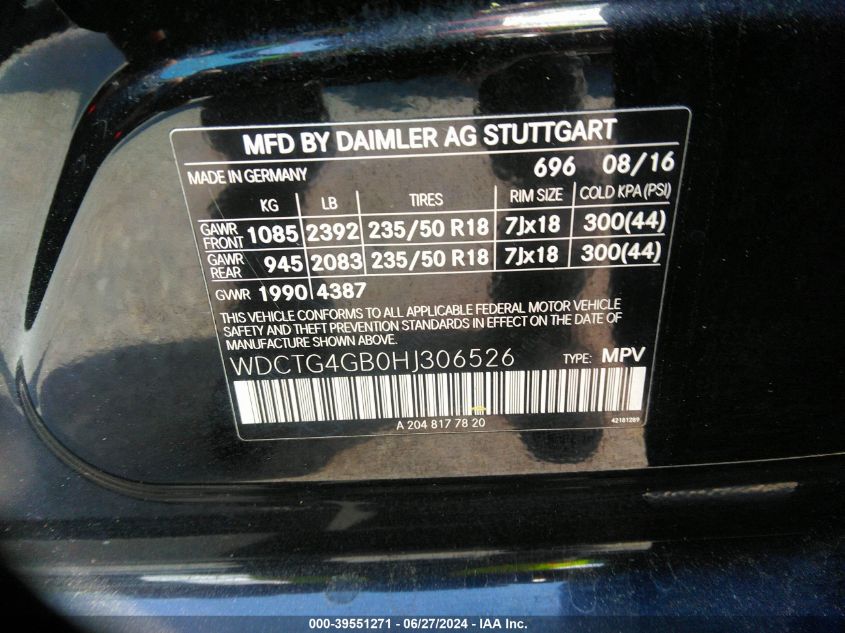 MFD BY DAIMLER AG STUTTGART
MADE IN GERMANY 696 08/16
KG LB TIRES RIM SIZE COLD KPA (PSI)
GAWR FRONT 1085 2392 235/50 R18 7Jx18 300(44)
GAWR REAR 945 2083 235/50 R18 7Jx18 300(44)
GVWR 1990 4387
THIS VEHICLE CONFORMS TO ALL APPLICABLE FEDERAL MOTOR VEHICLE
SAFETY AND THEFT PREVENTION STANDARDS IN EFFECT ON THE DATE OF
MANUFACTURE SHOWN ABOVE.
WDCTG4GB0HJ306526 TYPE: MPV
A 204 817 78 20 42181289
000-39551271 - 06/27/2024 - IAA Inc.